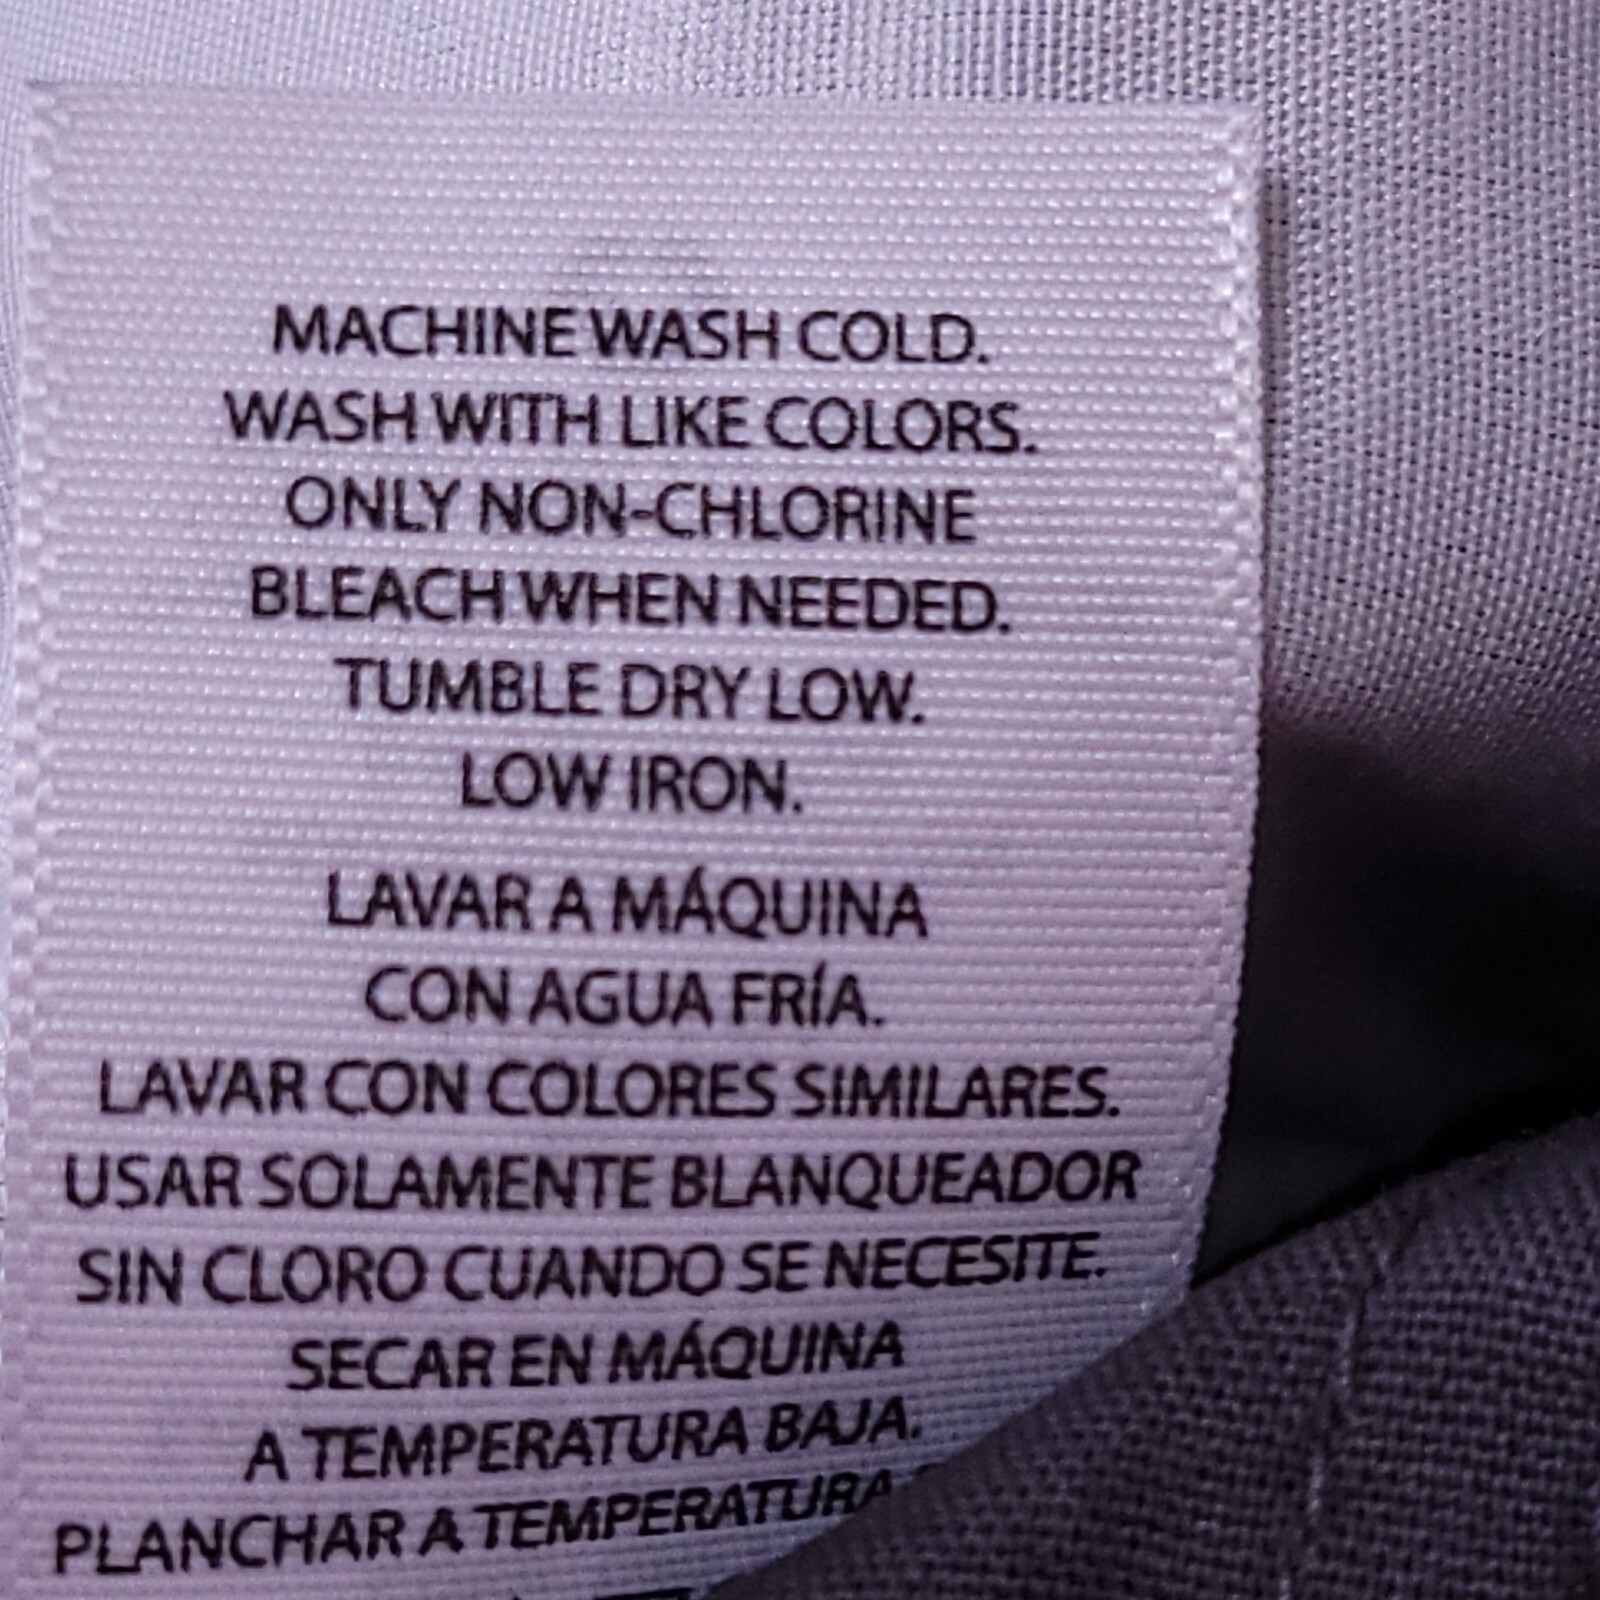 MACHINE WASH COLD.
WASH WITH LIKE COLORS.
ONLY NON-CHLORINE
BLEACH WHEN NEEDED.
TUMBLE DRY LOW.
LOW IRON.
LAVAR A MÁQUINA
CON AGUA FRÍA.
LAVAR CON COLORES SIMILARES.
USAR SOLAMENTE BLANQUEADOR
SIN CLORO CUANDO SE NECESITE.
SECAR EN MÁQUINA
A TEMPERATURA BAJA.
PLANCHAR A TEMPERATURA